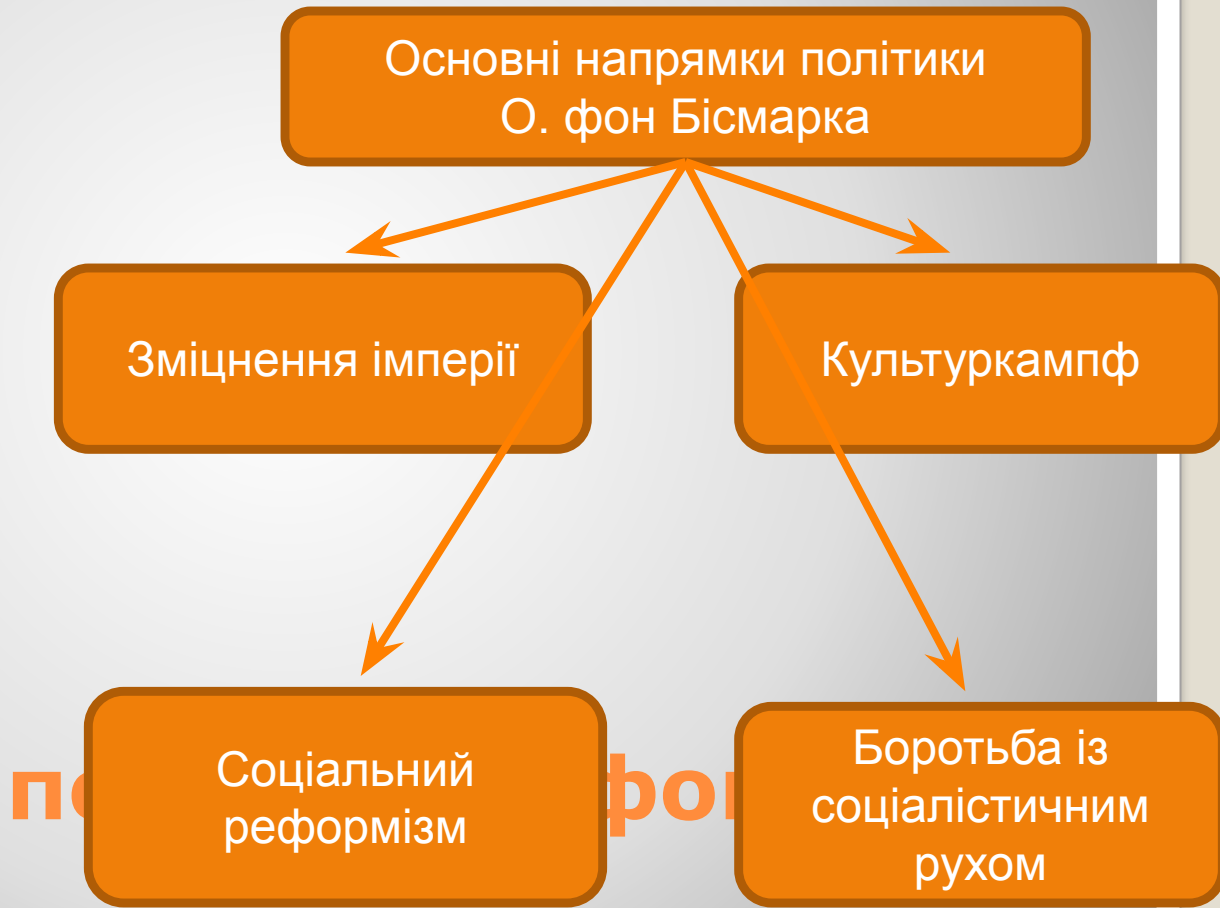 Основні напрямки політики
О. фон Бісмарка
Зміцнення імперії
Культуркампф
Соціальний
реформізм
Боротьба із
соціалістичним
рухом